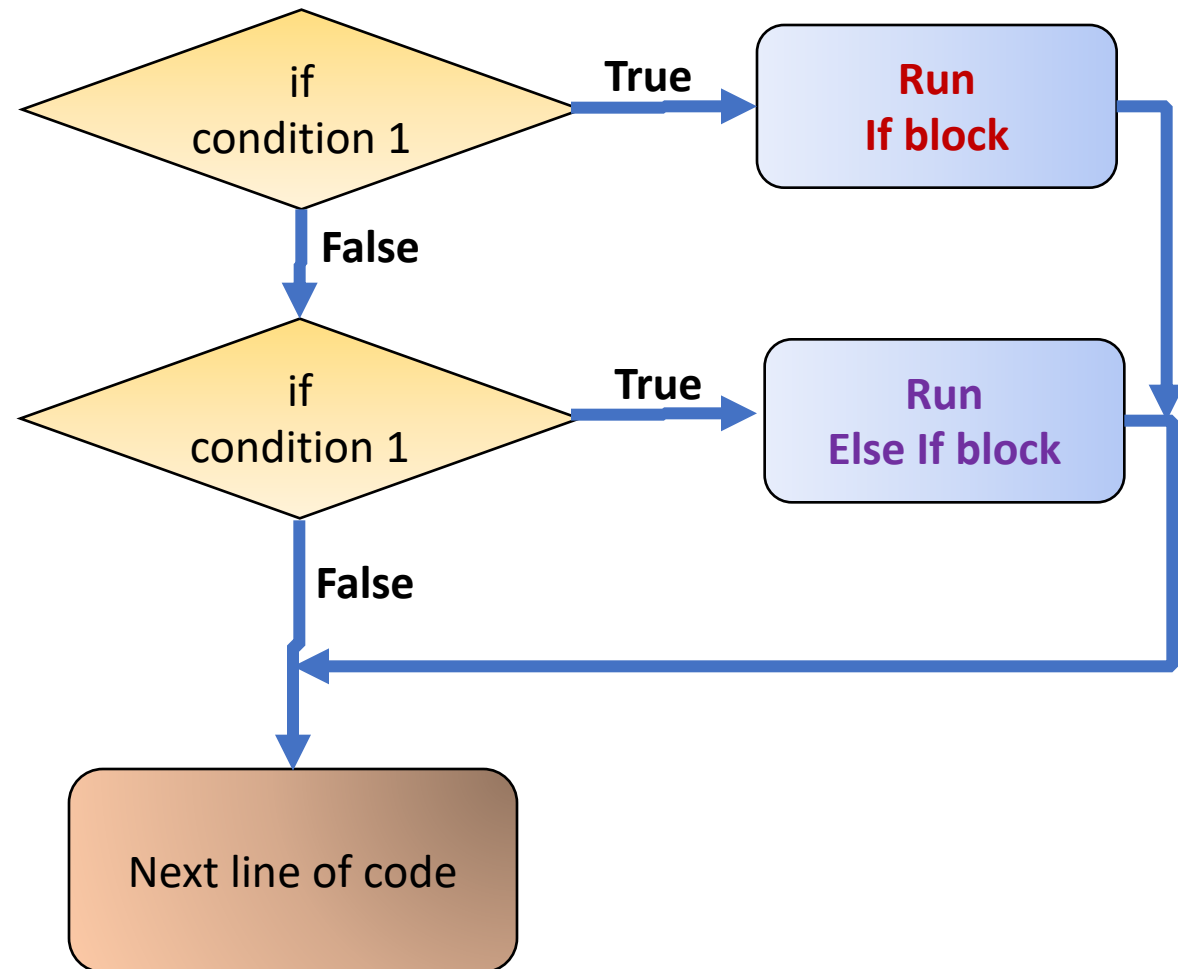 if
condition 1
True
Run
If block
False
if
condition 1
True
Run
Else If block
False
Next line of code